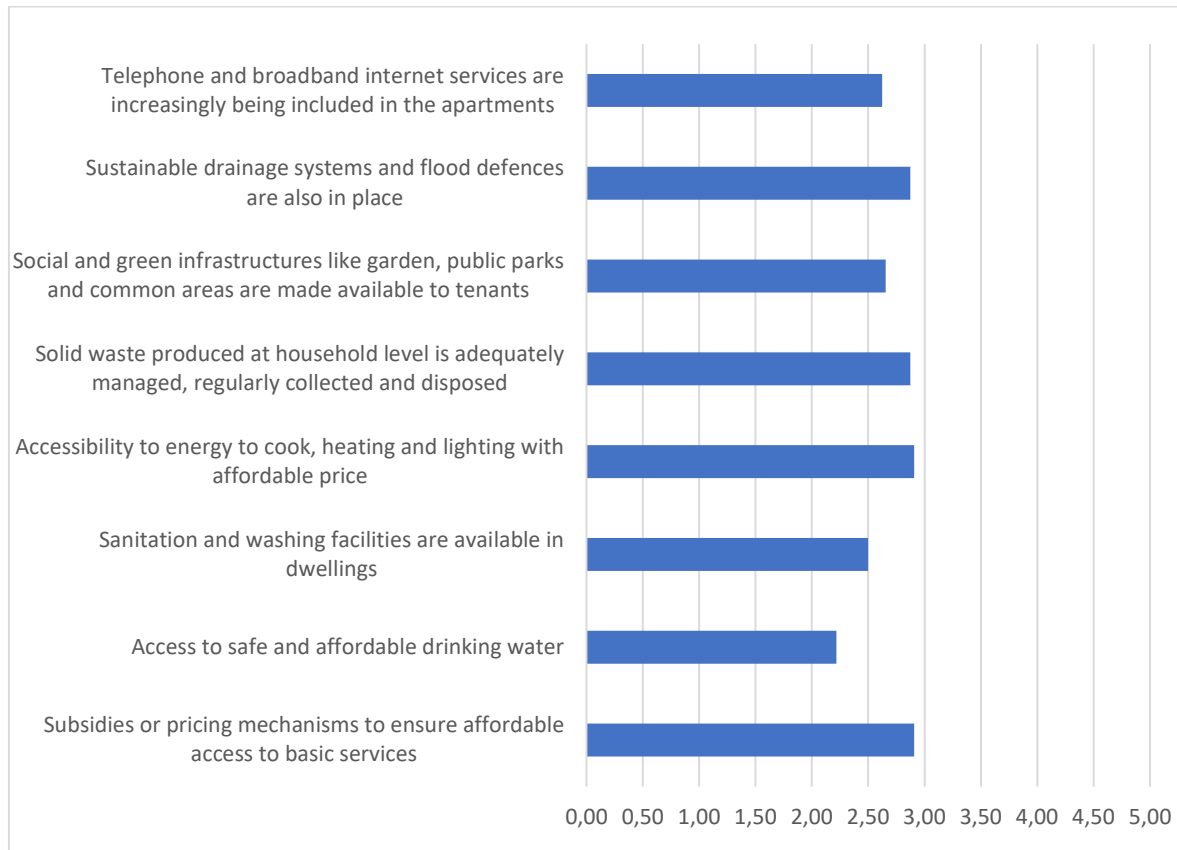 Telephone and broadband internet services are
increasingly being included in the apartments
Sustainable drainage systems and flood defences
are also in place
Social and green infrastructures like garden, public parks
and common areas are made available to tenants
Solid waste produced at household level is adequately
managed, regularly collected and disposed
Accessibility to energy to cook, heating and lighting with
affordable price
Sanitation and washing facilities are available in
dwellings
Access to safe and affordable drinking water
Subsidies or pricing mechanisms to ensure affordable
access to basic services
0,00 0,50 1,00 1,50 2,00 2,50 3,00 3,50 4,00 4,50 5,00